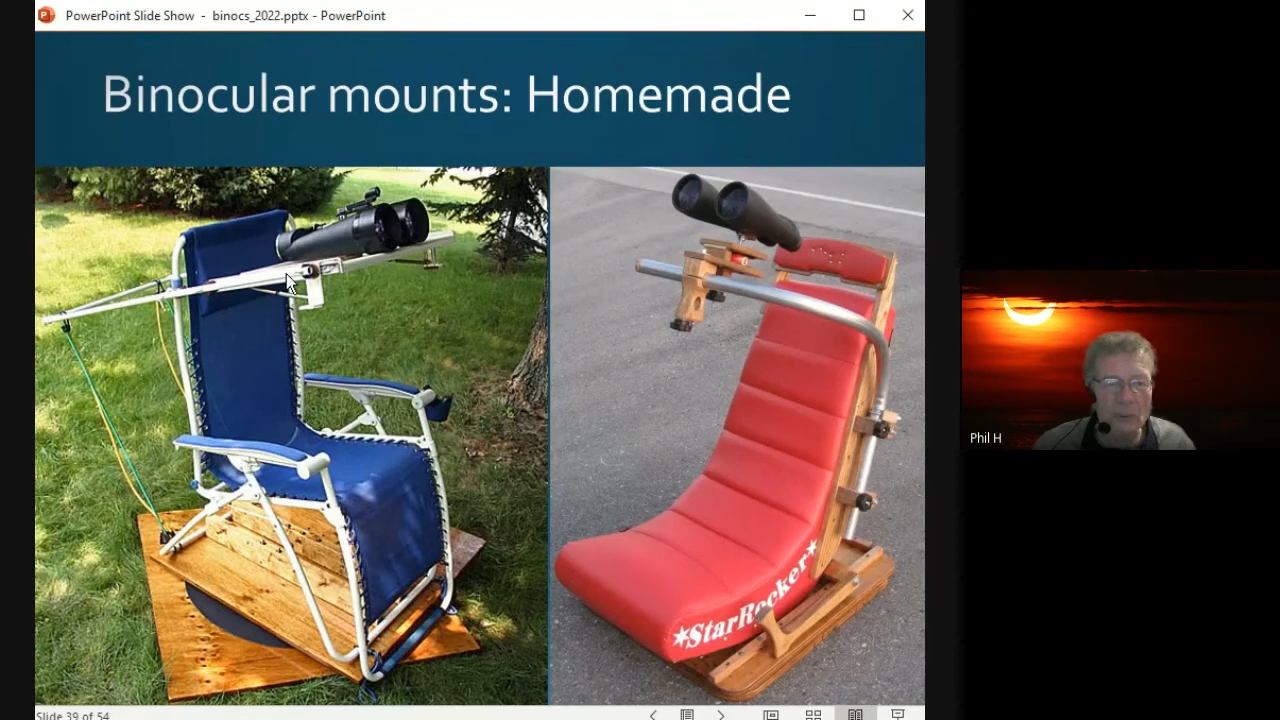 PowerPoint Slide Show - binocs_2022.pptx - PowerPoint
Binocular mounts: Homemade
StarRocker
Phil H
Slide 39 of 54